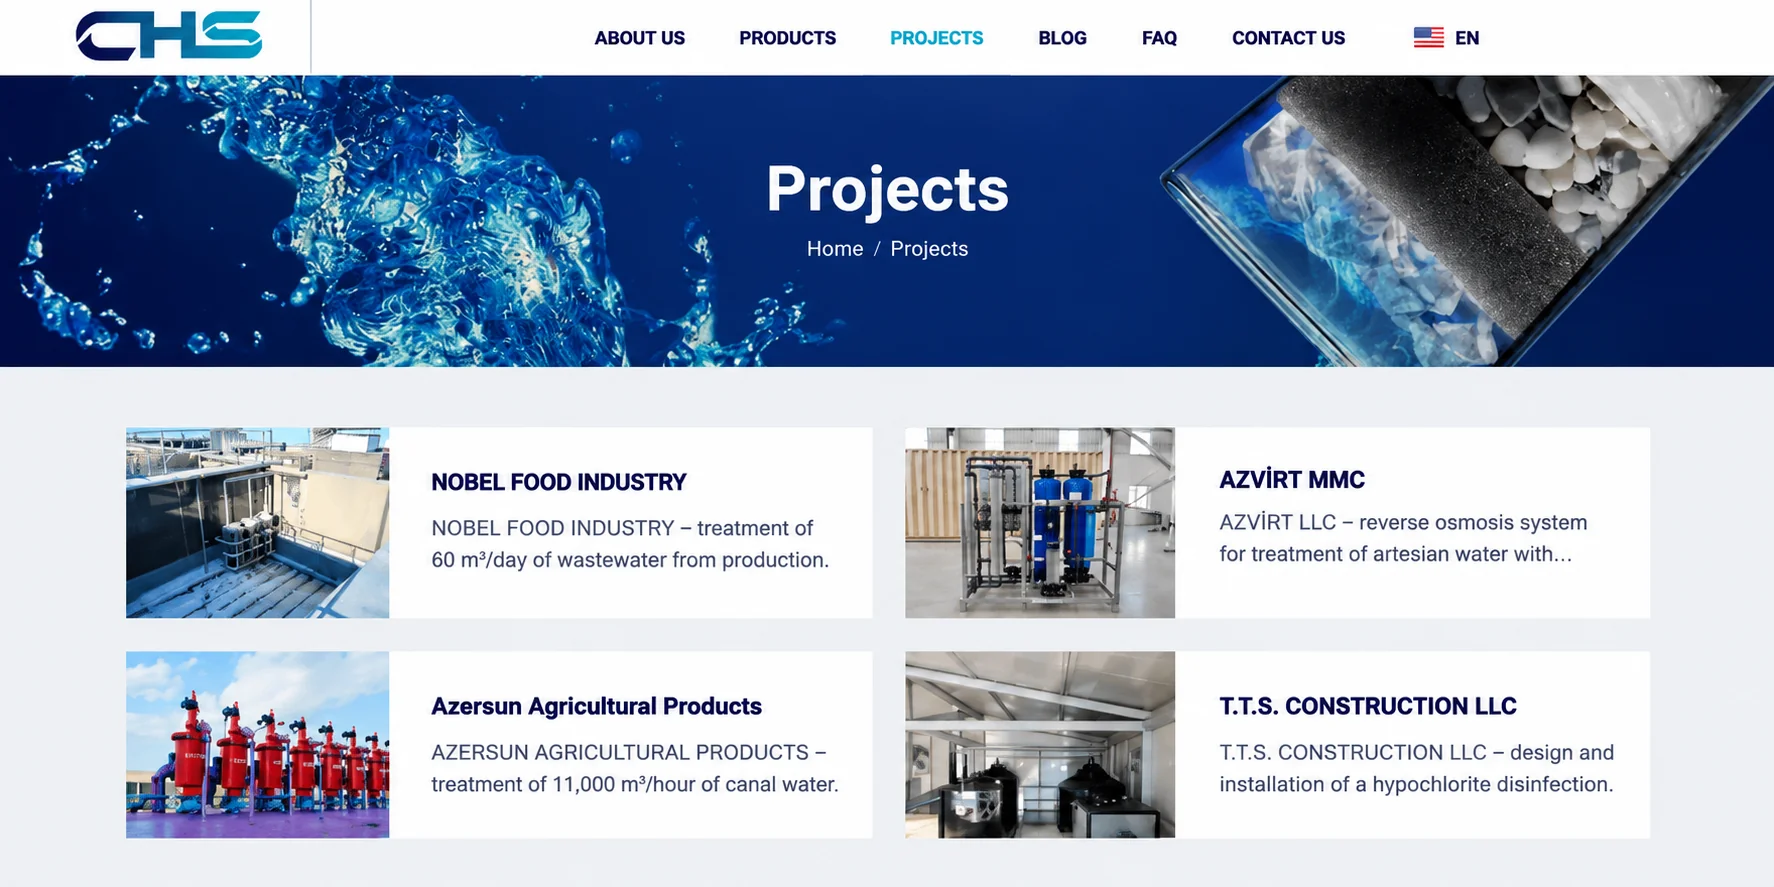 CHS
ABOUT US
PRODUCTS
PROJECTS
BLOG
FAQ
CONTACT US
EN
Projects
Home / Projects
NOBEL FOOD INDUSTRY
NOBEL FOOD INDUSTRY – treatment of
60 m³/day of wastewater from production.
AZVİRT MMC
AZVİRT LLC – reverse osmosis system
for treatment of artesian water with...
Azersun Agricultural Products
AZERSUN AGRICULTURAL PRODUCTS –
treatment of 11,000 m³/hour of canal water.
T.T.S. CONSTRUCTION LLC
T.T.S. CONSTRUCTION LLC – design and
installation of a hypochlorite disinfection.